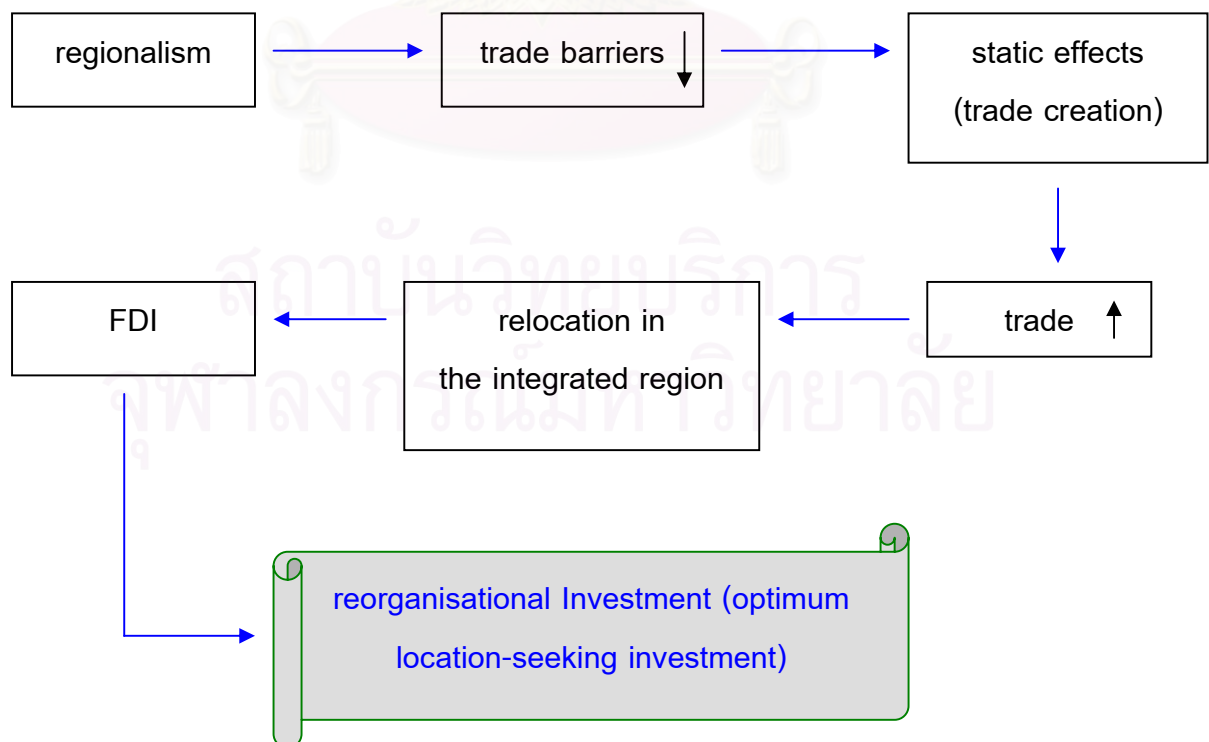 regionalism
trade barriers
static effects
(trade creation)
trade
relocation in
the integrated region
FDI
reorganisational Investment (optimum
location-seeking investment)
สถาบันวิทยบริการ
จุฬาลงกรณ์มหาวิทยาลัย